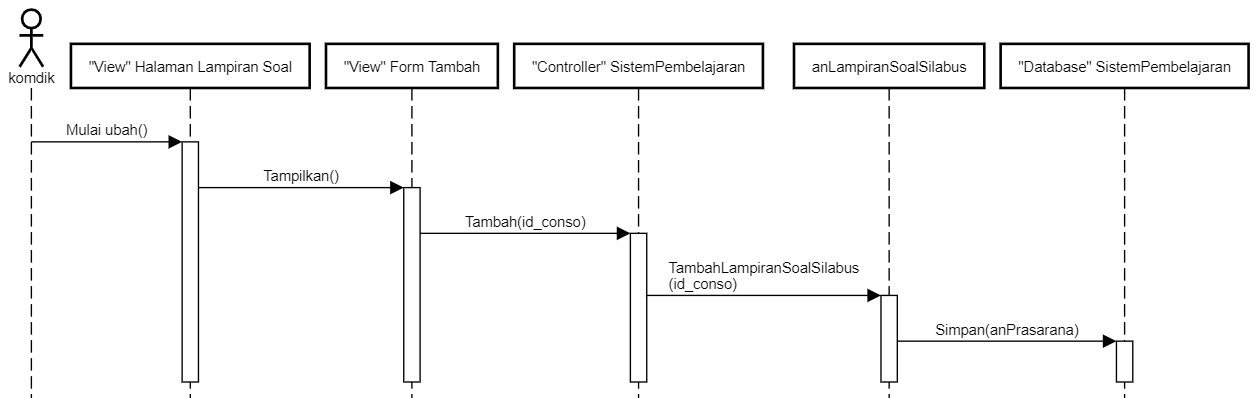 komdik
"View" Halaman Lampiran Soal
"View" Form Tambah
"Controller" SistemPembelajaran
anLampiranSoalSilabus
"Database" SistemPembelajaran
Mulai ubah()
Tampilkan()
Tambah(id_conso)
TambahLampiranSoalSilabus
(id_conso)
Simpan(anPrasarana)